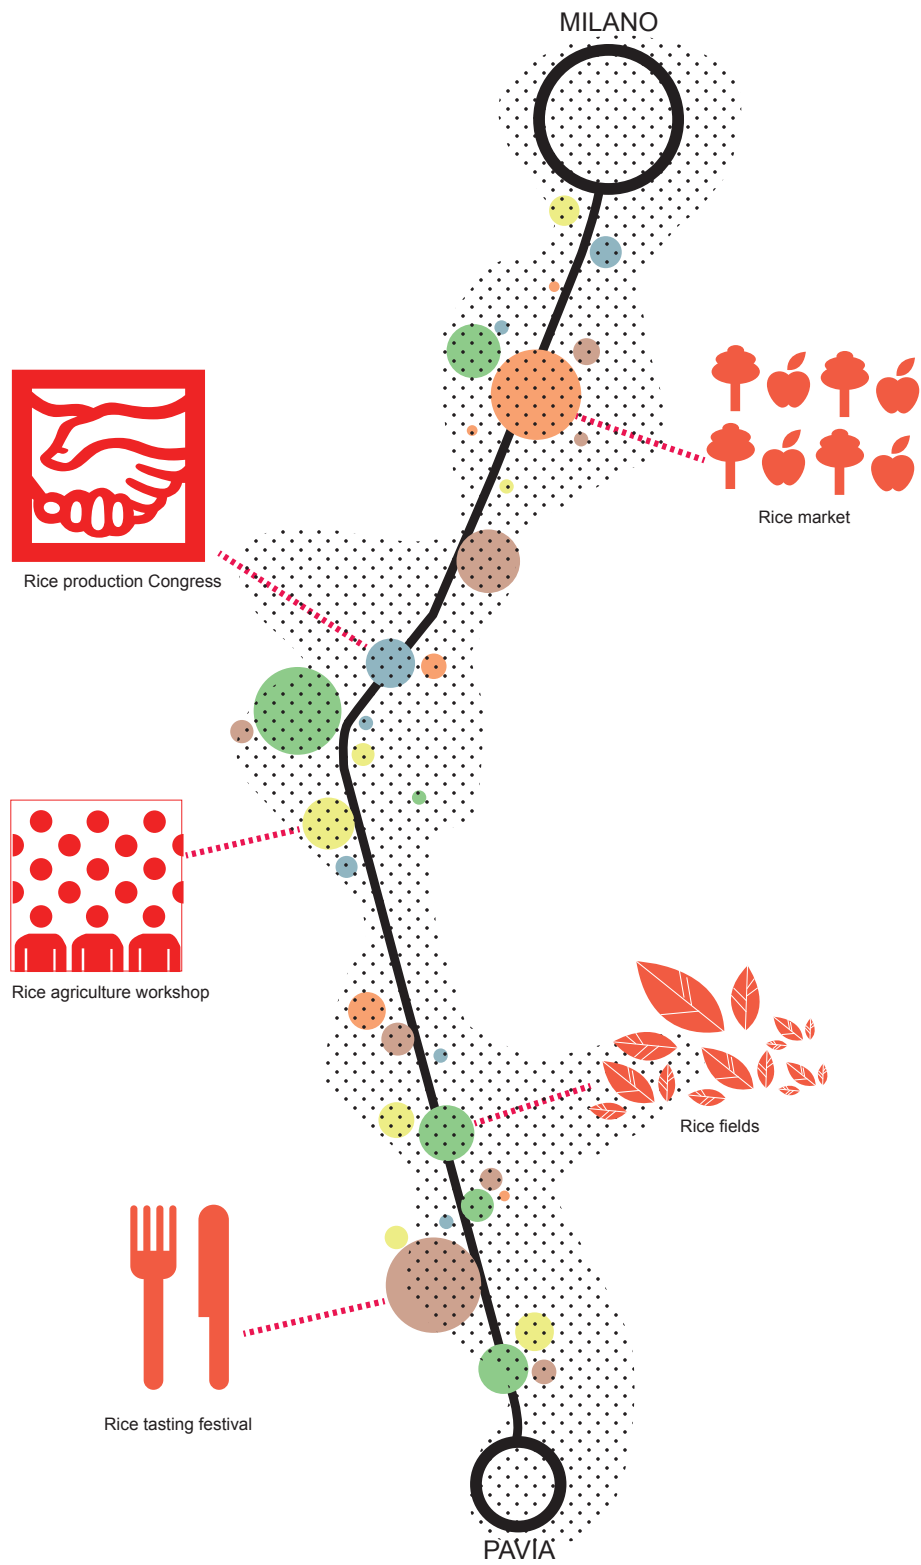 MILANO
Rice market
Rice production Congress
Rice agriculture workshop
Rice fields
Rice tasting festival
PAVIA